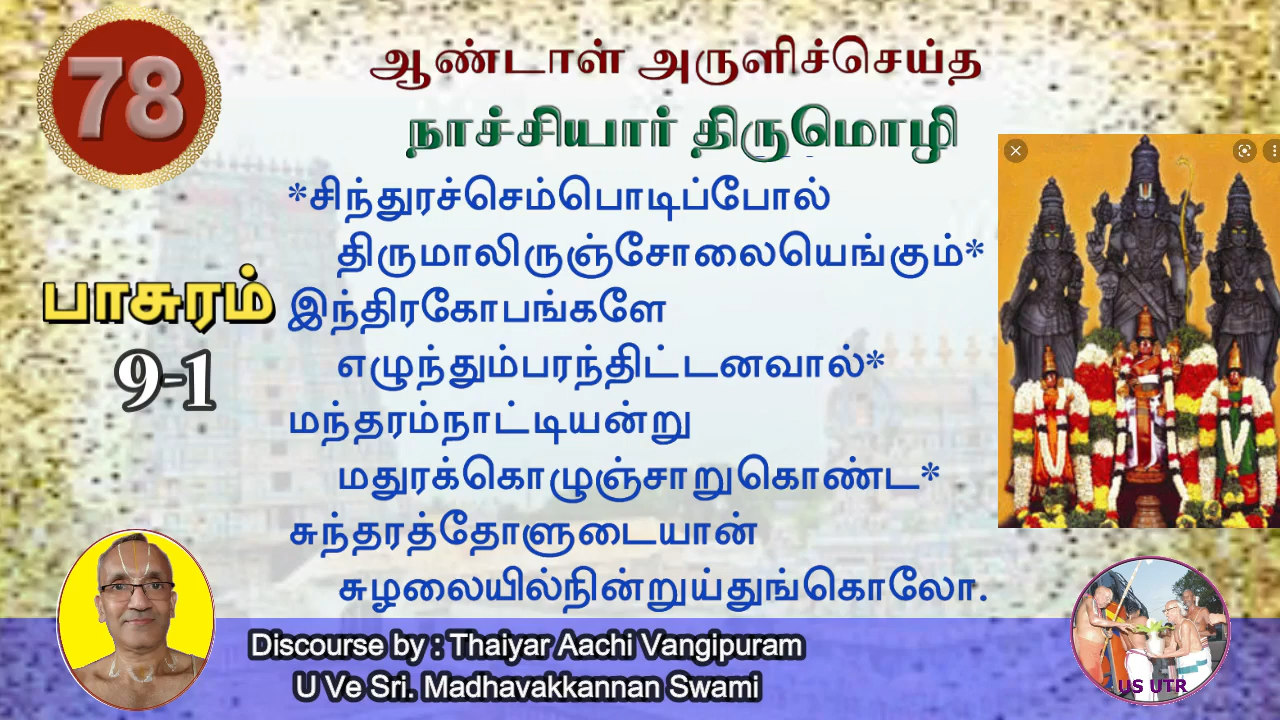 78
ஆண்டாள் அருளிச்செய்த
நாச்சியார் திருமொழி
*சிந்துரச்செம்பொடிப்போல்
திருமாலிருஞ்சோலையெங்கும்*
பாசுரம்
9-1
இந்திரகோபங்களே
எழுந்தும்பரந்திட்டனவால்*
மந்தரம்நாட்டியன்று
மதுரக்கொழுஞ்சாறுகொண்ட*
சுந்தரத்தோளுடையான்
சுழலையில்நின்றுய்துங்கொலோ.
Discourse by : Thaiyar Aachi Vangipuram
U Ve Sri. Madhavakkannan Swami
US UTR